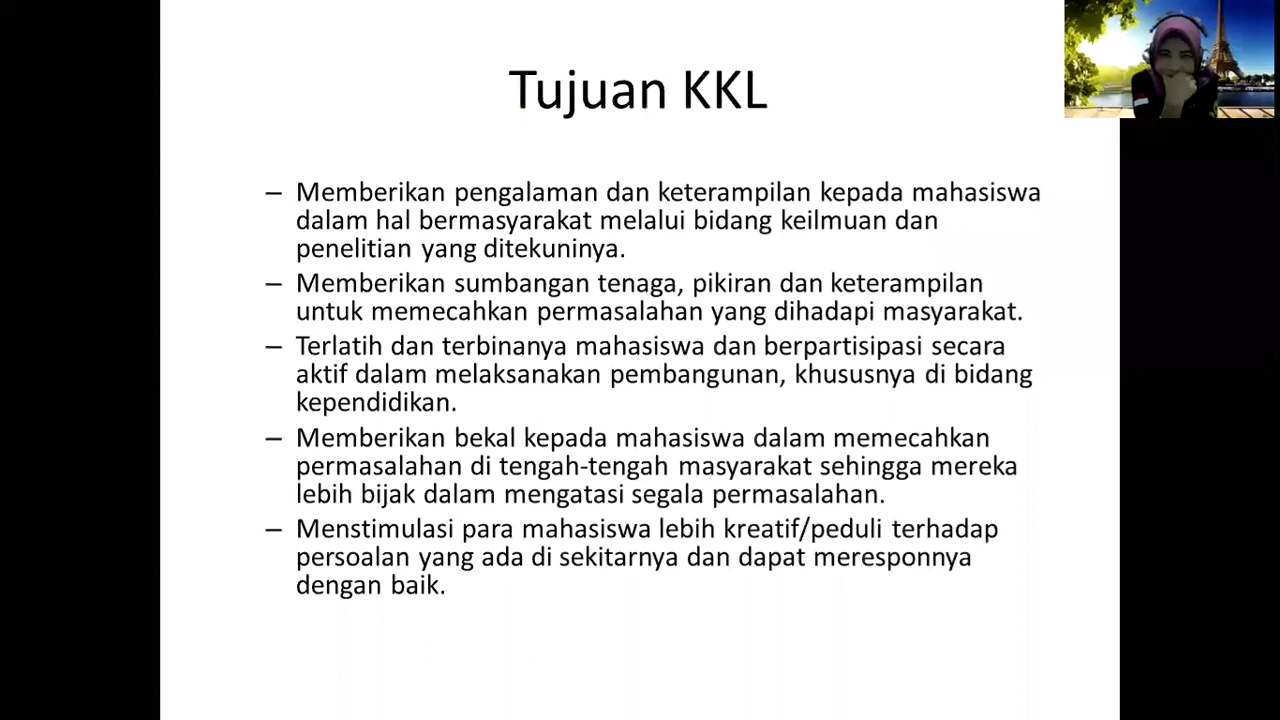 Tujuan KKL
– Memberikan pengalaman dan keterampilan kepada mahasiswa
dalam hal bermasyarakat melalui bidang keilmuan dan
penelitian yang ditekuninya.
– Memberikan sumbangan tenaga, pikiran dan keterampilan
untuk memecahkan permasalahan yang dihadapi masyarakat.
– Terlatih dan terbinanya mahasiswa dan berpartisipasi secara
aktif dalam melaksanakan pembangunan, khususnya di bidang
kependidikan.
– Memberikan bekal kepada mahasiswa dalam memecahkan
permasalahan di tengah-tengah masyarakat sehingga mereka
lebih bijak dalam mengatasi segala permasalahan.
– Menstimulasi para mahasiswa lebih kreatif/peduli terhadap
persoalan yang ada di sekitarnya dan dapat meresponnya
dengan baik.